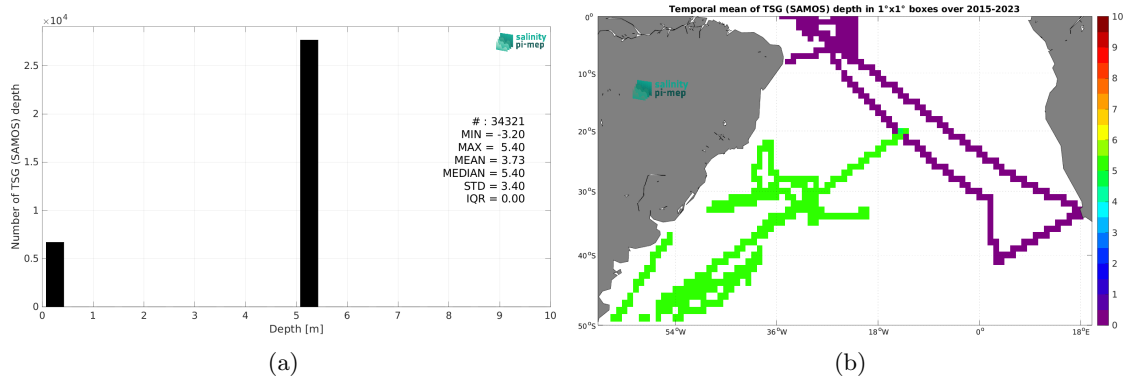 ×10⁴
3
2.5
2
1.5
1
0.5
0
0 1 2 3 4 5 6 7 8 9 10
Number of TSG (SAMOS) depth
Depth [m]
salinity
pi-mep
# : 34321
MIN = -3.20
MAX = 5.40
MEAN = 3.73
MEDIAN = 5.40
STD = 3.40
IQR = 0.00
(a)
Temporal mean of TSG (SAMOS) depth in 1°x1° boxes over 2015-2023
salinity
pi-mep
0°
10°S
20°S
30°S
40°S
50°S
54°W 36°W 18°W 0° 18°E
10
9
8
7
6
5
4
3
2
1
0
(b)